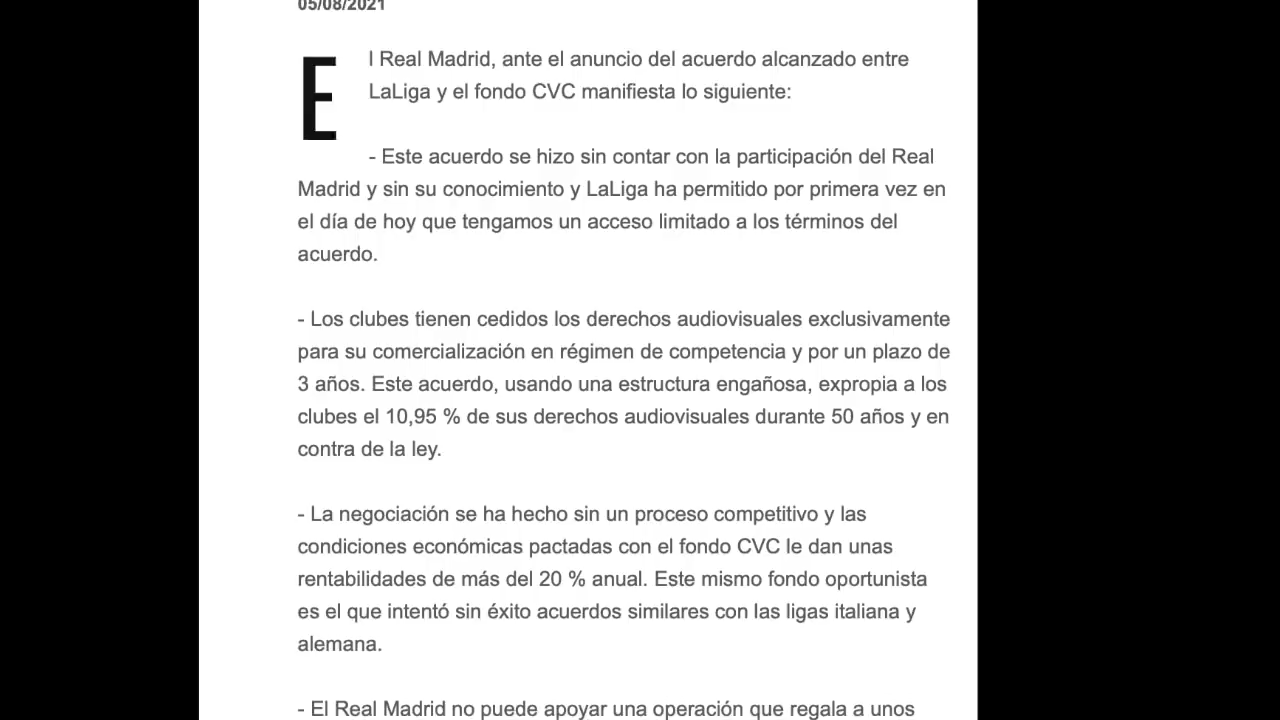 05/08/2021
El Real Madrid, ante el anuncio del acuerdo alcanzado entre
LaLiga y el fondo CVC manifiesta lo siguiente:
- Este acuerdo se hizo sin contar con la participación del Real
Madrid y sin su conocimiento y LaLiga ha permitido por primera vez en
el día de hoy que tengamos un acceso limitado a los términos del
acuerdo.
- Los clubes tienen cedidos los derechos audiovisuales exclusivamente
para su comercialización en régimen de competencia y por un plazo de
3 años. Este acuerdo, usando una estructura engañosa, expropia a los
clubes el 10,95 % de sus derechos audiovisuales durante 50 años y en
contra de la ley.
- La negociación se ha hecho sin un proceso competitivo y las
condiciones económicas pactadas con el fondo CVC le dan unas
rentabilidades de más del 20 % anual. Este mismo fondo oportunista
es el que intentó sin éxito acuerdos similares con las ligas italiana y
alemana.
- El Real Madrid no puede apoyar una operación que regala a unos